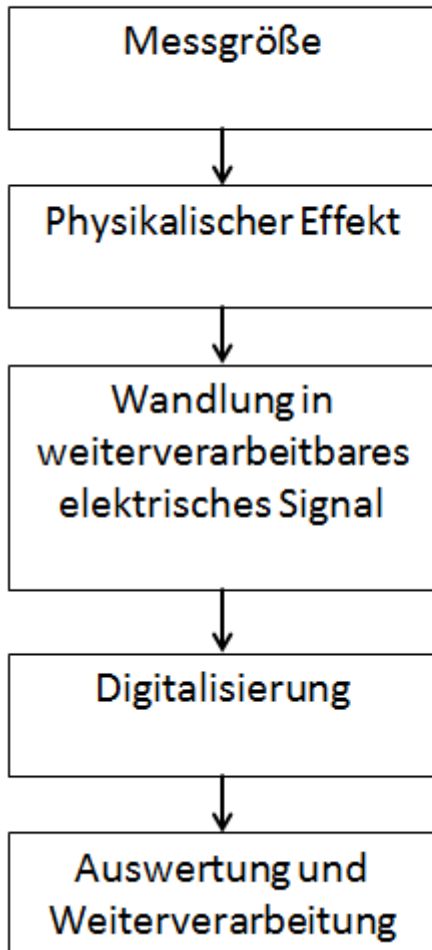 Messgröße
Physikalischer Effekt
Wandlung in
weiterverarbeitbares
elektrisches Signal
Digitalisierung
Auswertung und
Weiterverarbeitung